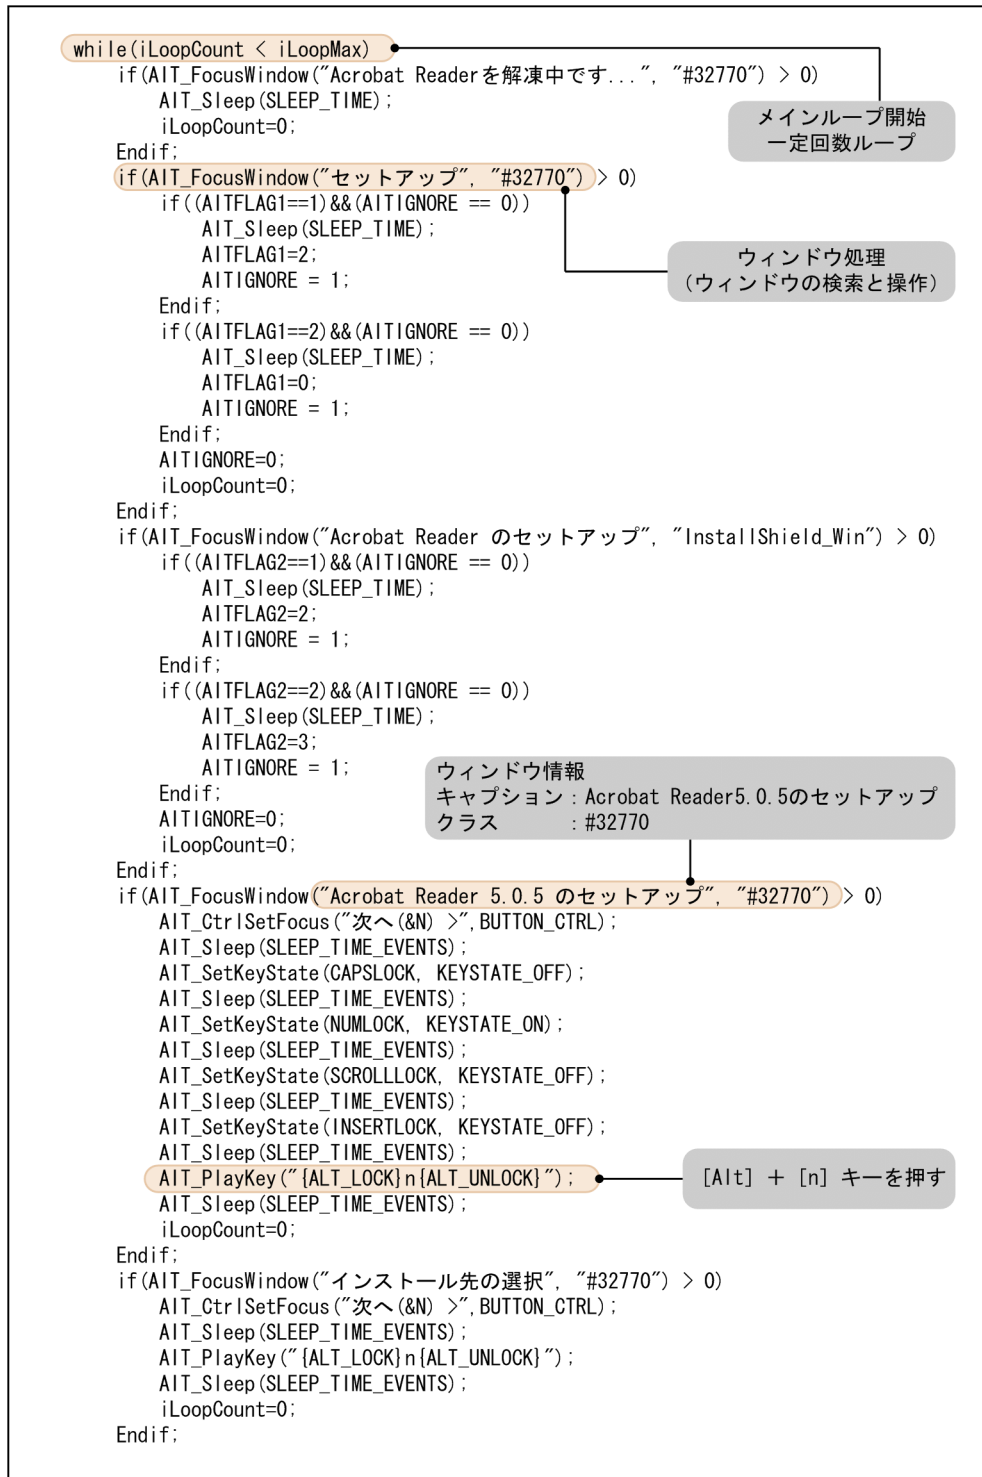 while(iLoopCount < iLoopMax)
if(AIT_FocusWindow("Acrobat Readerを解凍中です...", "#32770") > 0)
AIT_Sleep(SLEEP_TIME);
iLoopCount=0;
Endif;
メインループ開始
一定回数ループ
if(AIT_FocusWindow("セットアップ", "#32770") > 0)
if((AITFLAG1==1)&&(AITIGNORE == 0))
AIT_Sleep(SLEEP_TIME);
AITFLAG1=2;
AITIGNORE = 1;
Endif;
ウィンドウ処理
（ウィンドウの検索と操作）
if((AITFLAG1==2)&&(AITIGNORE == 0))
AIT_Sleep(SLEEP_TIME);
AITFLAG1=0;
AITIGNORE = 1;
Endif;
AITIGNORE=0;
iLoopCount=0;
Endif;
if(AIT_FocusWindow("Acrobat Reader のセットアップ", "InstallShield_Win") > 0)
if((AITFLAG2==1)&&(AITIGNORE == 0))
AIT_Sleep(SLEEP_TIME);
AITFLAG2=2;
AITIGNORE = 1;
Endif;
if((AITFLAG2==2)&&(AITIGNORE == 0))
AIT_Sleep(SLEEP_TIME);
AITFLAG2=3;
AITIGNORE = 1;
Endif;
AITIGNORE=0;
iLoopCount=0;
Endif;
ウィンドウ情報
キャプション：Acrobat Reader5.0.5のセットアップ
クラス　　　：#32770
if(AIT_FocusWindow("Acrobat Reader 5.0.5 のセットアップ", "#32770") > 0)
AIT_CtrlSetFocus("次へ(&N) >",BUTTON_CTRL);
AIT_Sleep(SLEEP_TIME_EVENTS);
AIT_SetKeyState(CAPSLOCK, KEYSTATE_OFF);
AIT_Sleep(SLEEP_TIME_EVENTS);
AIT_SetKeyState(NUMLOCK, KEYSTATE_ON);
AIT_Sleep(SLEEP_TIME_EVENTS);
AIT_SetKeyState(SCROLLLOCK, KEYSTATE_OFF);
AIT_Sleep(SLEEP_TIME_EVENTS);
AIT_SetKeyState(INSERTLOCK, KEYSTATE_OFF);
AIT_Sleep(SLEEP_TIME_EVENTS);
AIT_PlayKey("{ALT_LOCK}n{ALT_UNLOCK}");
[Alt] ＋ [n] キーを押す
AIT_Sleep(SLEEP_TIME_EVENTS);
iLoopCount=0;
Endif;
if(AIT_FocusWindow("インストール先の選択", "#32770") > 0)
AIT_CtrlSetFocus("次へ(&N) >",BUTTON_CTRL);
AIT_Sleep(SLEEP_TIME_EVENTS);
AIT_PlayKey("{ALT_LOCK}n{ALT_UNLOCK}");
AIT_Sleep(SLEEP_TIME_EVENTS);
iLoopCount=0;
Endif;